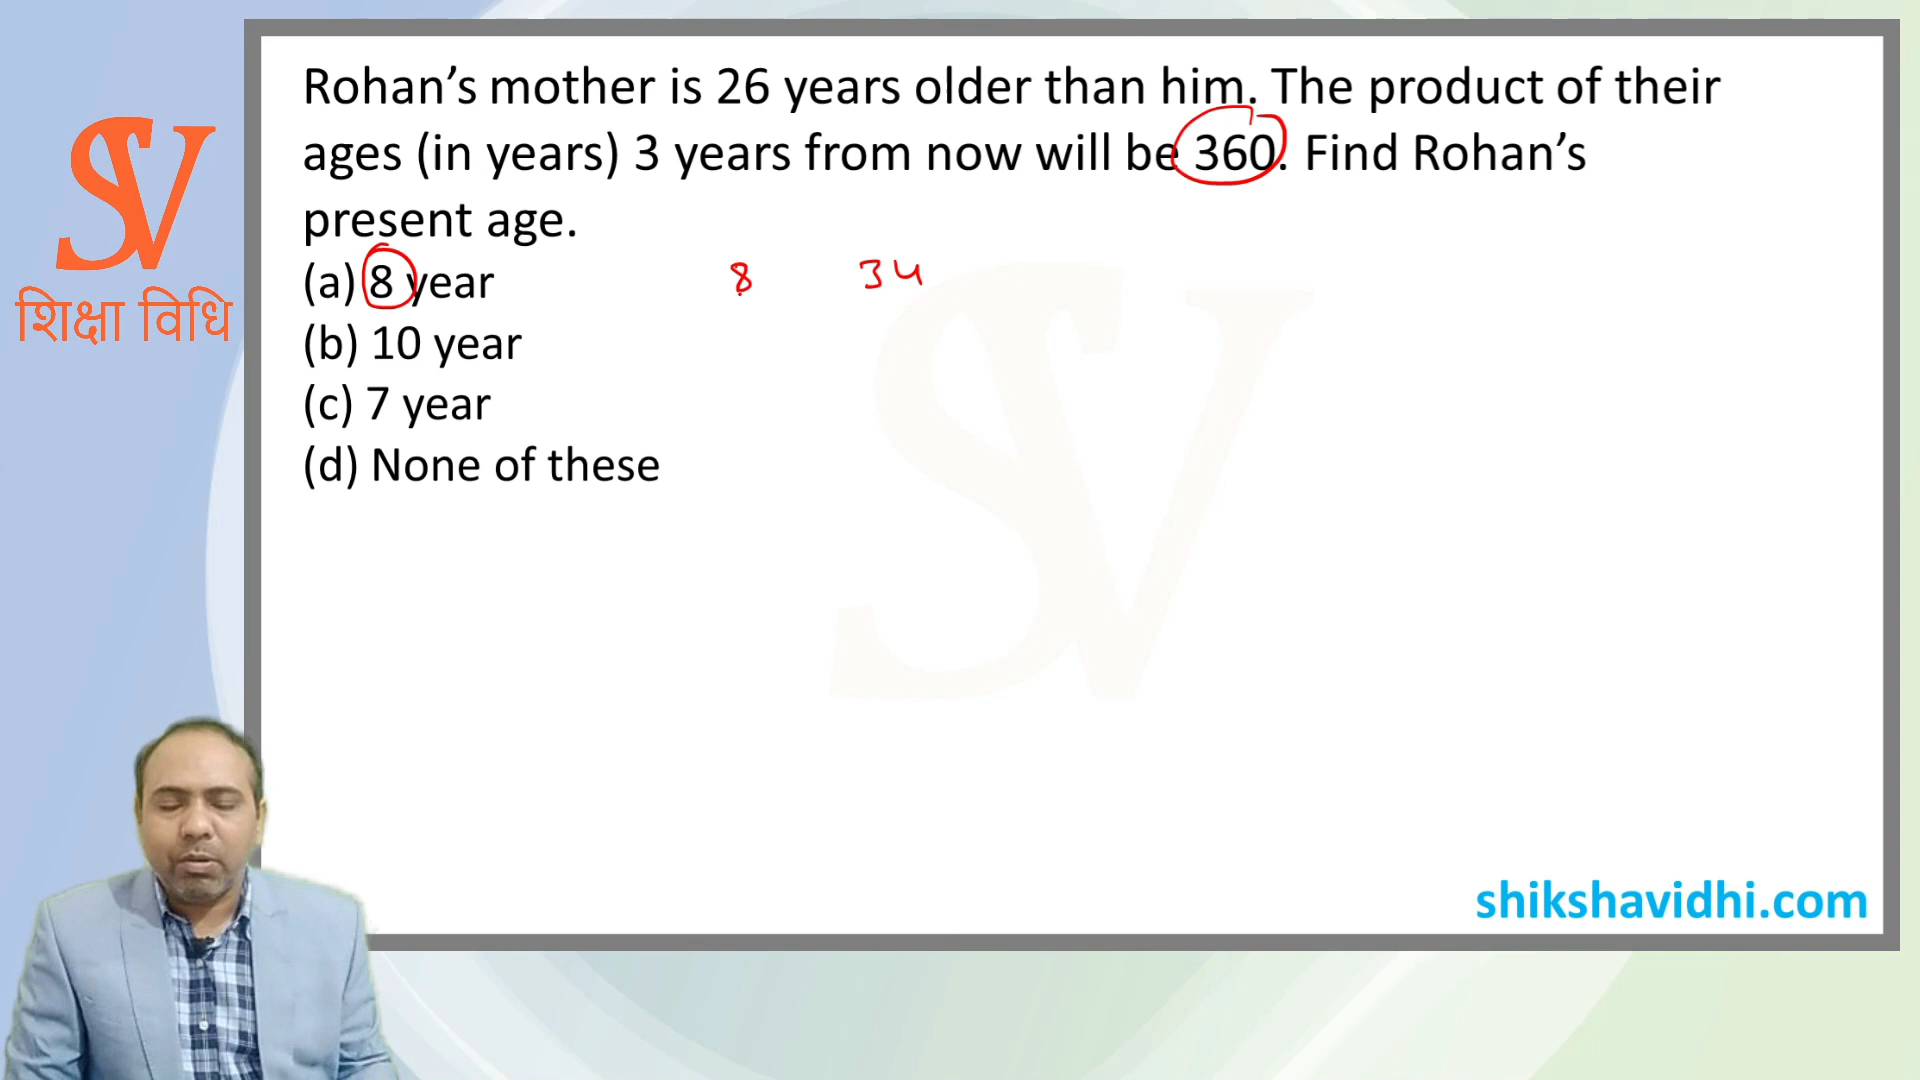 Rohan’s mother is 26 years older than him. The product of their
ages (in years) 3 years from now will be 360. Find Rohan’s
present age.
(a) 8 year
8 34
(b) 10 year
(c) 7 year
(d) None of these
SV
शिक्षा विधि
SV
shikshavidhi.com